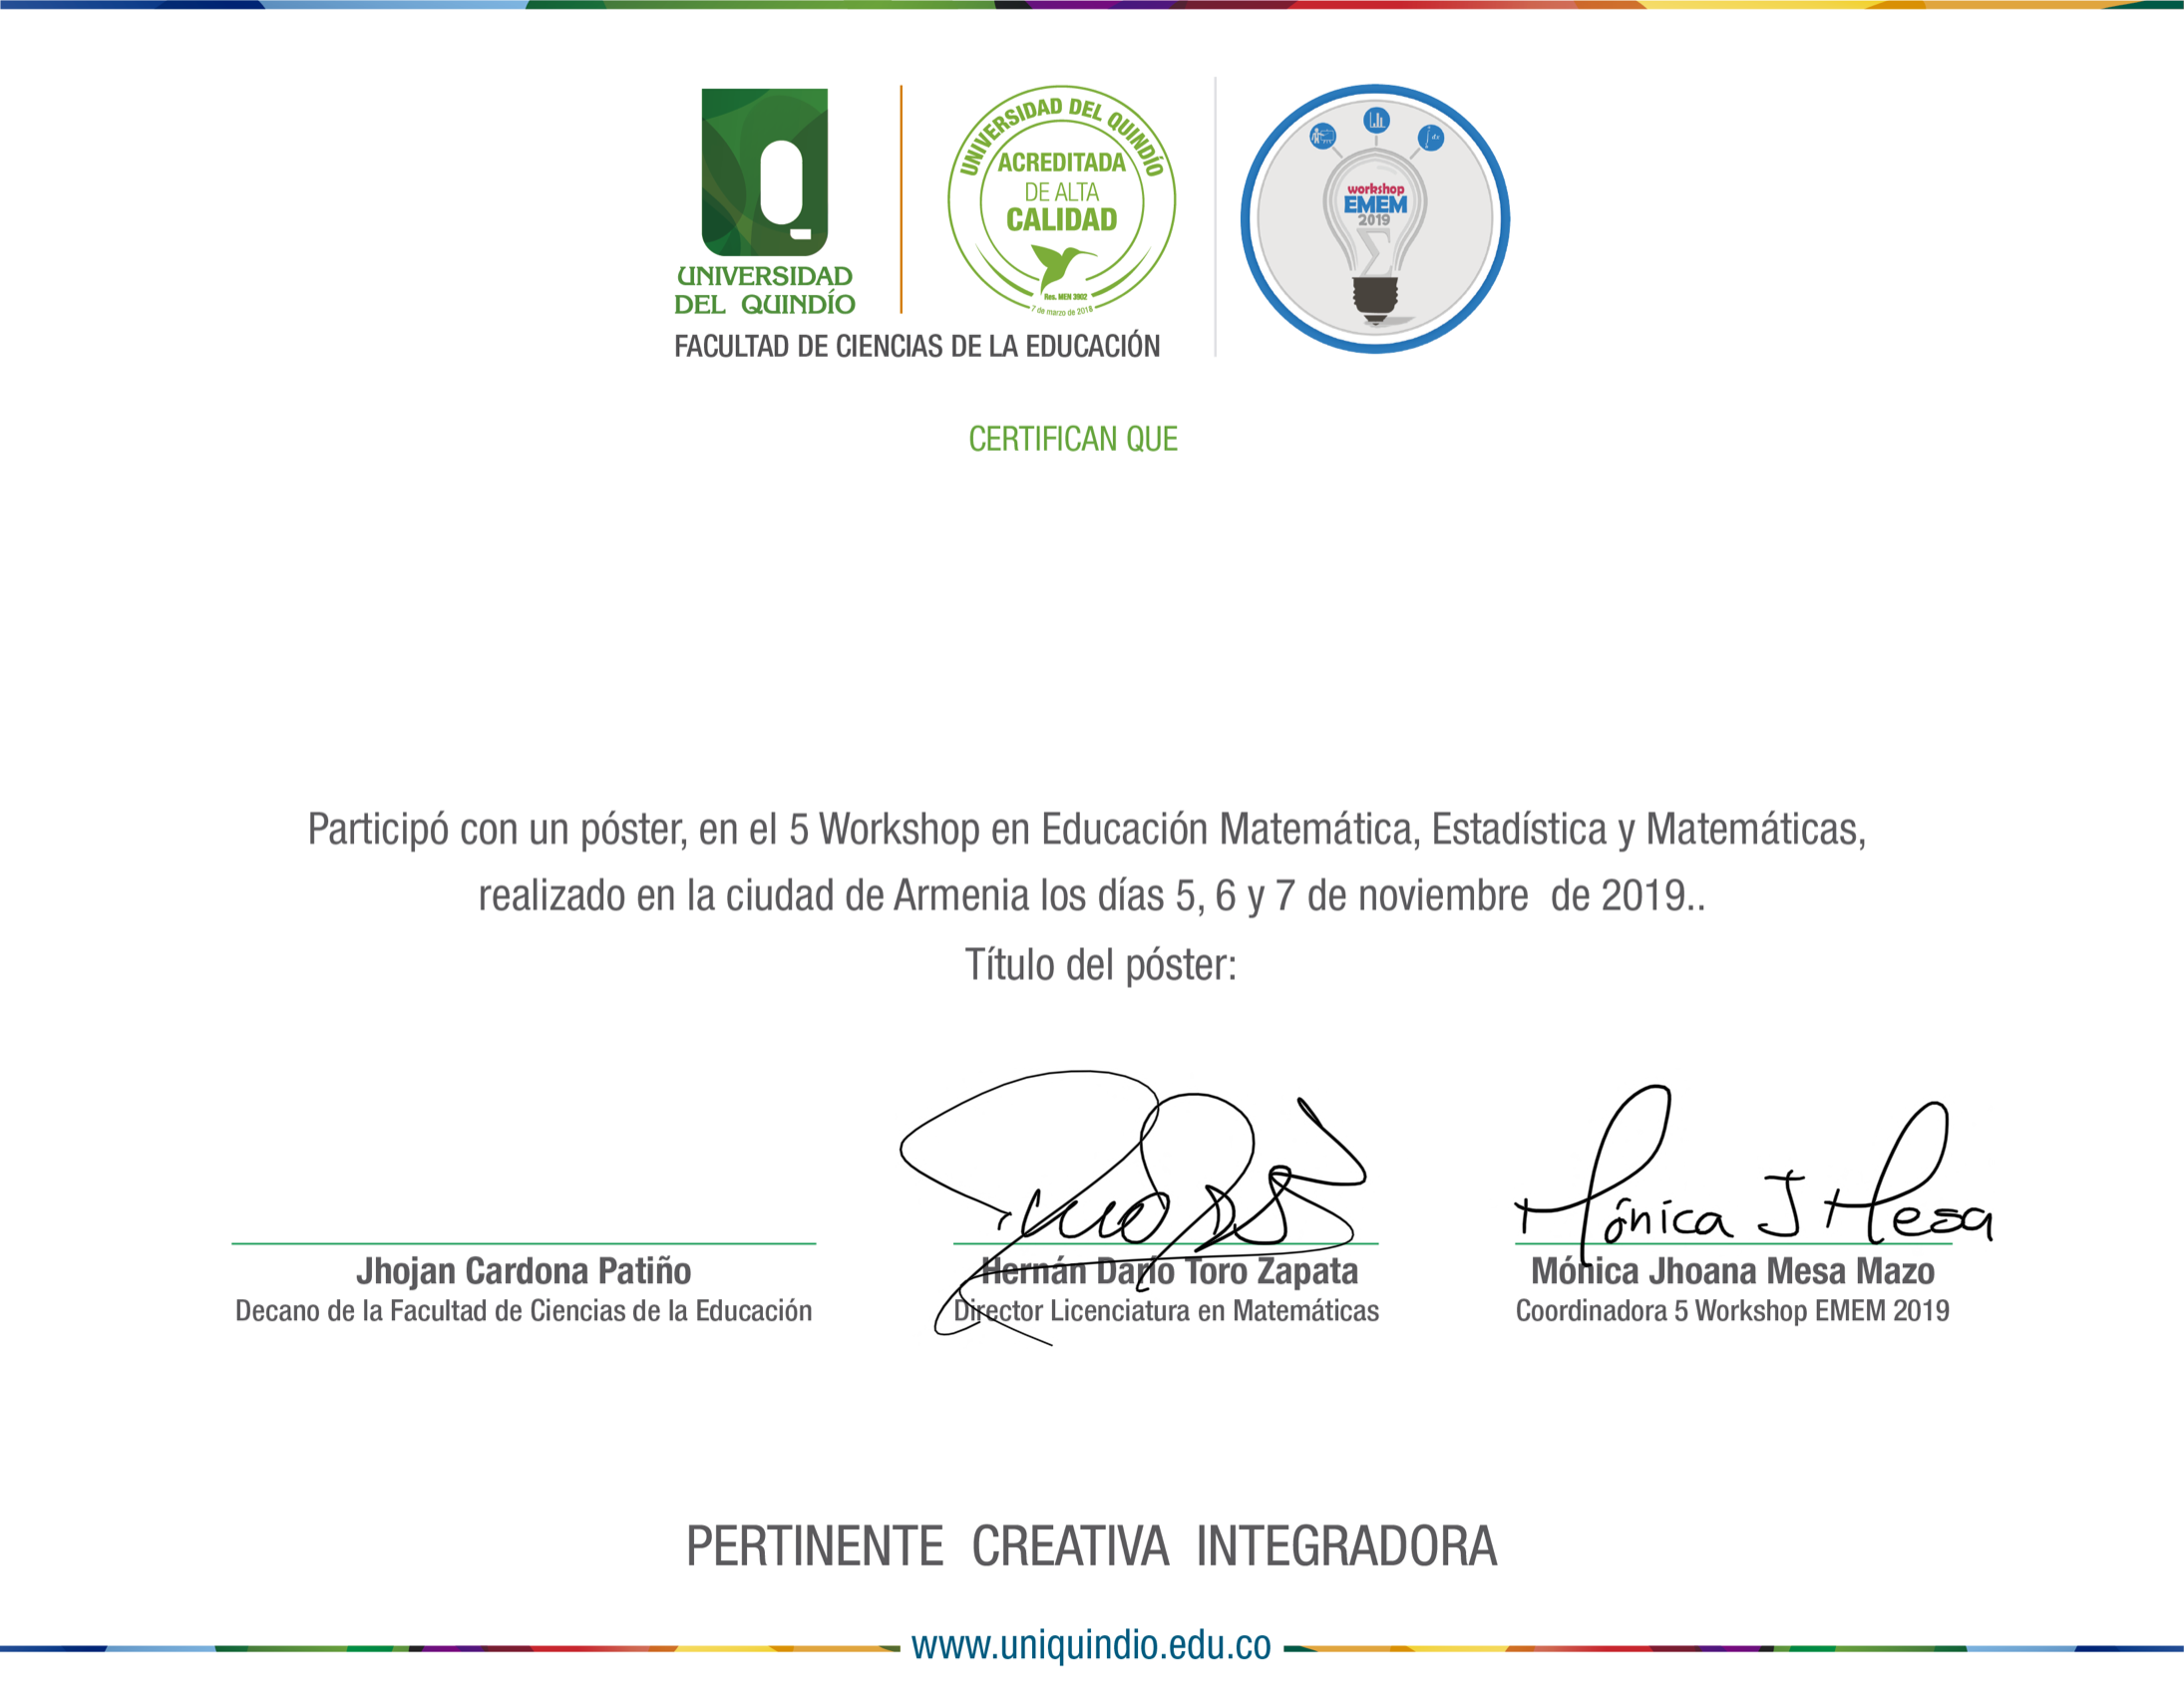 UNIVERSIDAD
DEL QUINDÍO
UNIVERSIDAD DEL QUINDÍO
ACREDITADA
DE ALTA
CALIDAD
Res. MEN 3902
7 de marzo de 2018
workshop
EMEM
2019
Σ
FACULTAD DE CIENCIAS DE LA EDUCACIÓN
CERTIFICAN QUE
Participó con un póster, en el 5 Workshop en Educación Matemática, Estadística y Matemáticas,
realizado en la ciudad de Armenia los días 5, 6 y 7 de noviembre de 2019..
Título del póster:
Mónica J Mesa
Jhojan Cardona Patiño
Decano de la Facultad de Ciencias de la Educación
Hernán Darío Toro Zapata
Director Licenciatura en Matemáticas
Mónica Jhoana Mesa Mazo
Coordinadora 5 Workshop EMEM 2019
PERTINENTE CREATIVA INTEGRADORA
www.uniquindio.edu.co